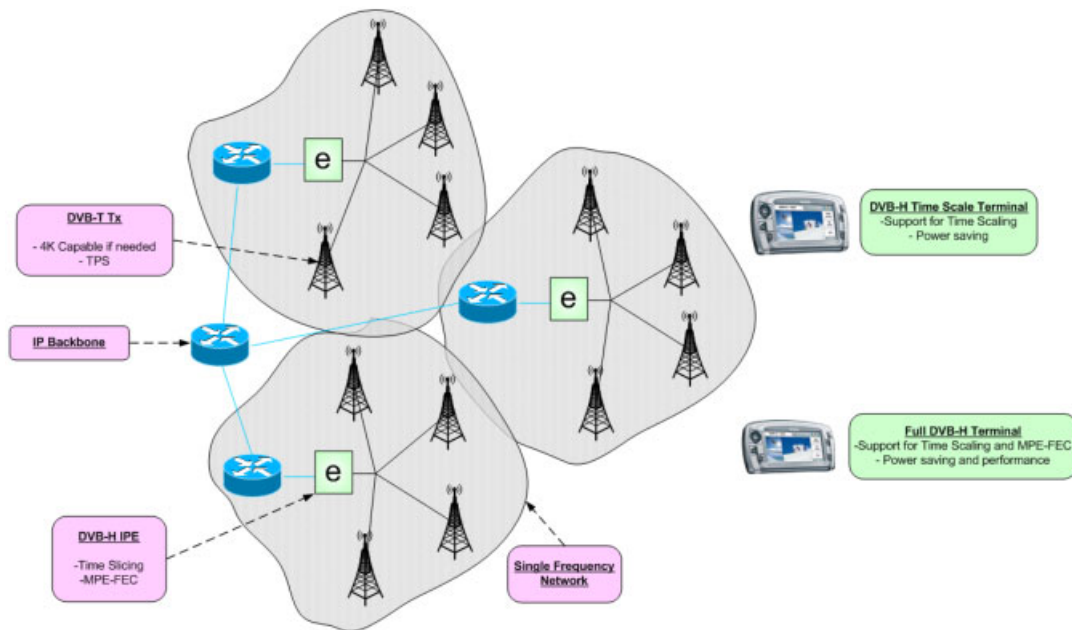 e
DVB-T Tx
- 4K Capable if needed
- TPS
DVB-H Time Scale Terminal
-Support for Time Scaling
- Power saving
e
IP Backbone
e
Full DVB-H Terminal
-Support for Time Scaling and MPE-FEC
- Power saving and performance
DVB-H IPE
-Time Slicing
-MPE-FEC
Single Frequency
Network